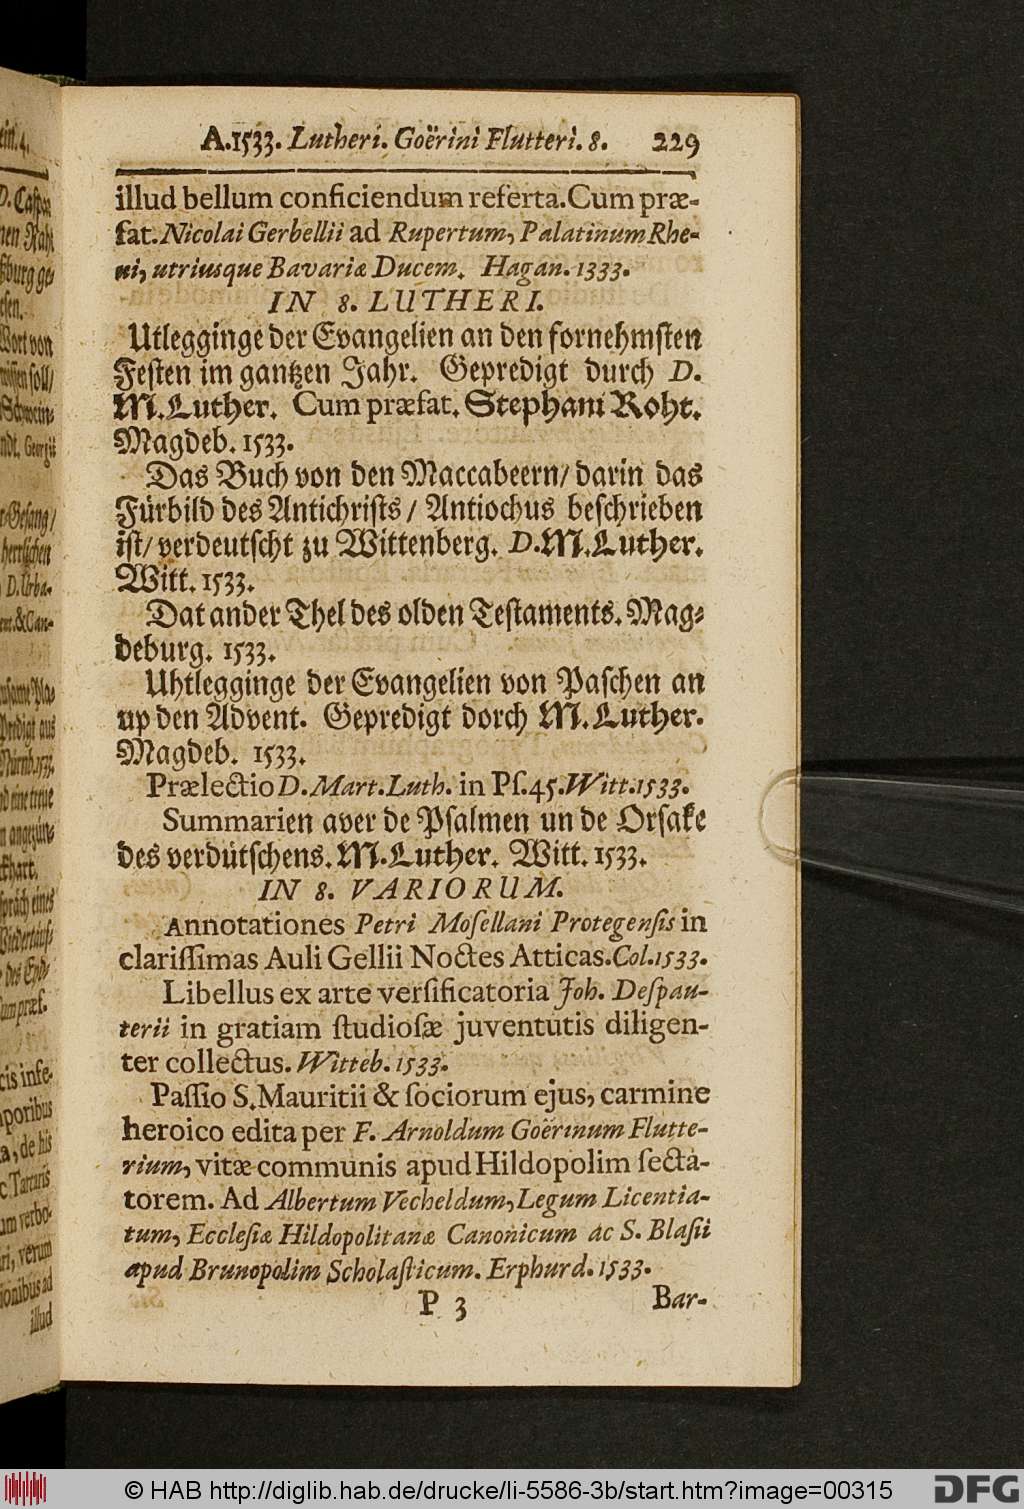 A.1533. Lutheri. Goërini Flutteri. 8. 229
illud bellum conficiendum referta. Cum præ-
fat. Nicolai Gerbellii ad Rupertum, Palatinum Rhe-
ni, utriusque Bavariæ Ducem. Hagan. 1333.
IN 8. LUTHERI.
Utlegginge der Evangelien an den fornehmsten
Festen im gantzen Jahr. Gepredigt durch D.
M. Luther. Cum præfat. Stephani Roht.
Magdeb. 1533.
Das Buch von den Maccabeern/ darin das
Fürbild des Antichrists/ Antiochus beschrieben
ist/ verdeutscht zu Wittenberg. D. M. Luther.
Witt. 1533.
Dat ander Thel des olden Testaments. Mag-
deburg. 1533.
Uhtlegginge der Evangelien von Paschen an
up den Advent. Gepredigt dorch M. Luther.
Magdeb. 1533.
Prælectio D. Mart. Luth. in Pſ. 45. Witt. 1533.
Summarien aver de Psalmen un de Orsake
des verdütschens. M. Luther. Witt. 1533.
IN 8. VARIORUM.
Annotationes Petri Moſellani Protegenſis in
clariſſimas Auli Gellii Noctes Atticas. Col. 1533.
Libellus ex arte verſificatoria Joh. Deſpau-
terii in gratiam ſtudioſæ juventutis diligen-
ter collectus. Witteb. 1533.
Paſſio S. Mauritii & ſociorum ejus, carmine
heroico edita per F. Arnoldum Goërinum Flutte-
rium, vitæ communis apud Hildopolim ſectâ-
torem. Ad Albertum Vecheldum, Legum Licentia-
tum, Eccleſiæ Hildopolitanæ Canonicum ac S. Blaſii
apud Brunopolim Scholaſticum. Erphurd. 1533.
P 3 Bar-
© HAB http://diglib.hab.de/drucke/li-5586-3b/start.htm?image=00315
DFG